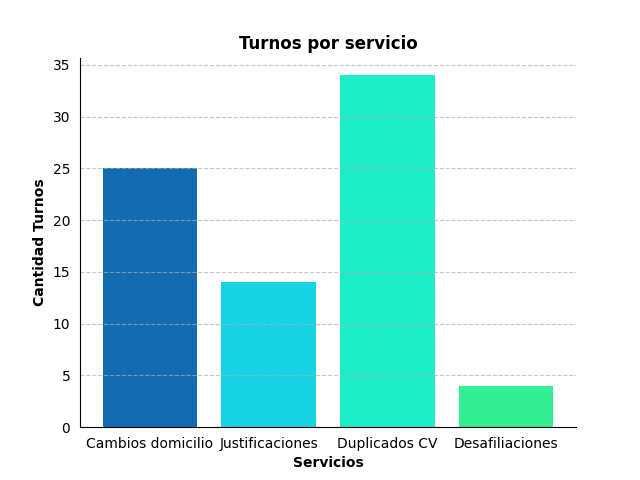 Turnos por servicio
Cantidad Turnos
35
30
25
20
15
10
5
0
Cambios domicilio Justificaciones Duplicados CV Desafiliaciones
Servicios